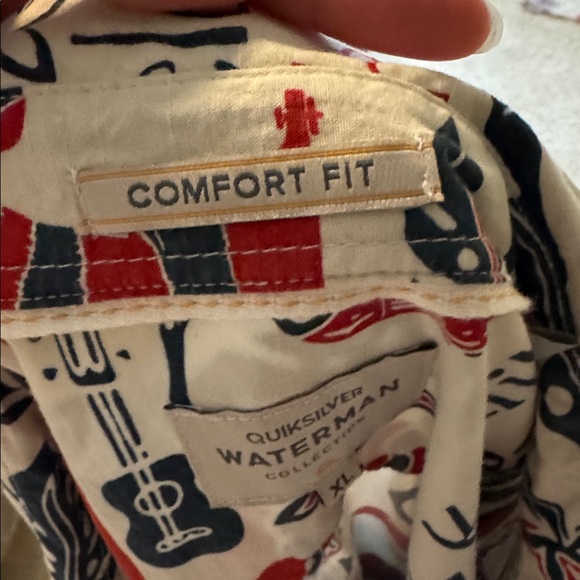 COMFORT FIT
QUIKSILVER
WATERMAN
COLLECTION
XL